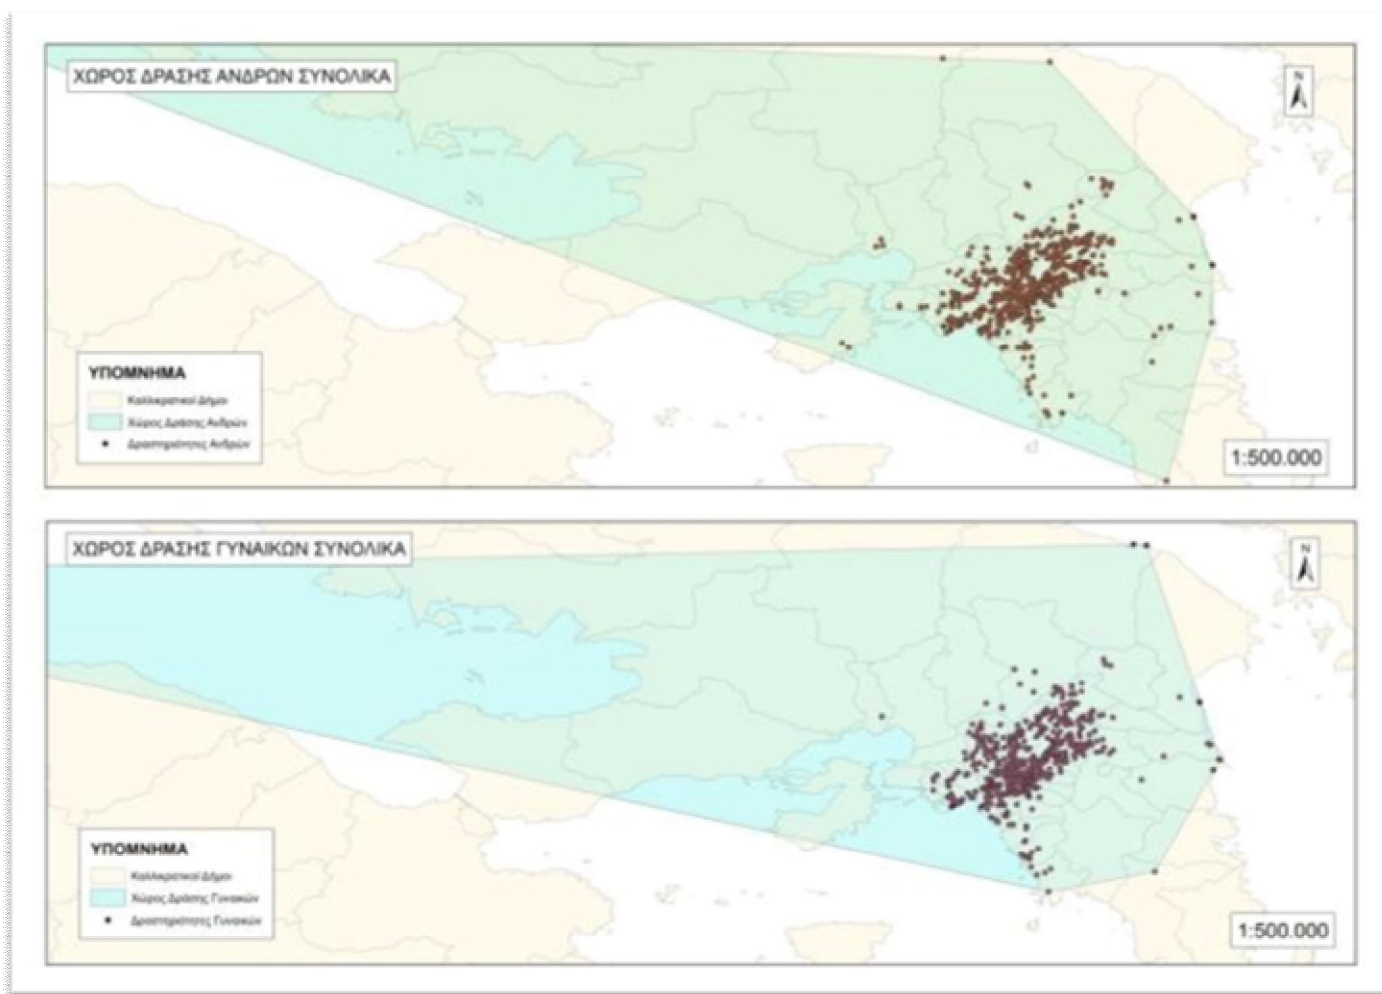 ΧΩΡΟΣ ΔΡΑΣΗΣ ΑΝΔΡΩΝ ΣΥΝΟΛΙΚΑ
N
ΥΠΟΜΝΗΜΑ
Καλλικρατικοί Δήμοι
Χώρος Δράσης Ανδρών
Δραστηριότητες Ανδρών
1:500.000
ΧΩΡΟΣ ΔΡΑΣΗΣ ΓΥΝΑΙΚΩΝ ΣΥΝΟΛΙΚΑ
N
ΥΠΟΜΝΗΜΑ
Καλλικρατικοί Δήμοι
Χώρος Δράσης Γυναικών
Δραστηριότητες Γυναικών
1:500.000